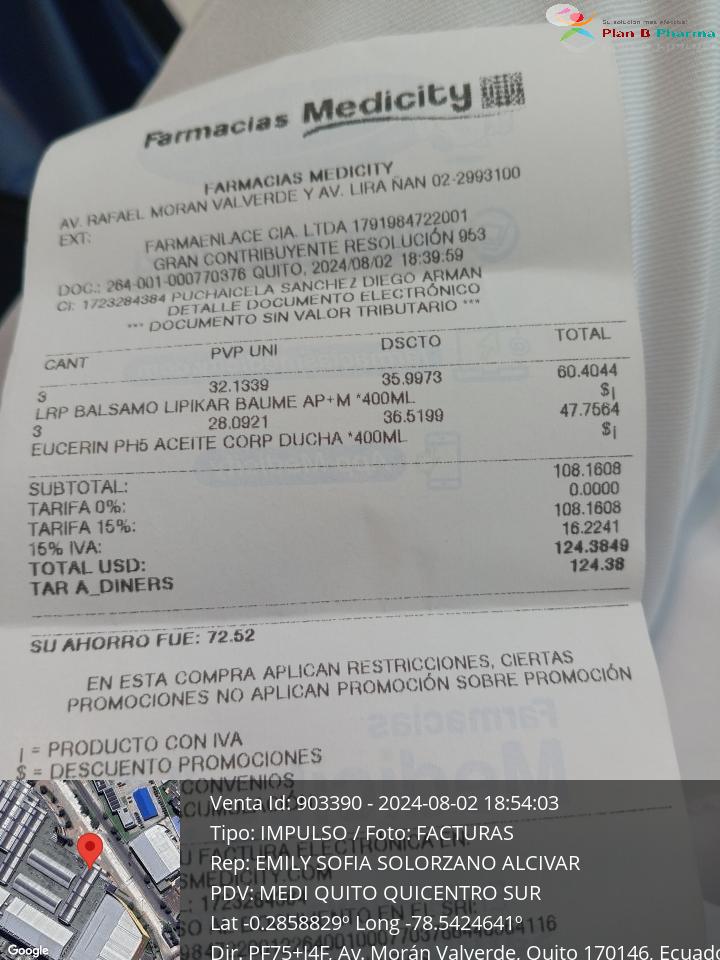 Su solucion mas efectiva!
Plan B Pharma
Farmacias Medicity
FARMACIAS MEDICITY
AV. RAFAEL MORAN VALVERDE Y AV. LIRA ÑAN 02-2993100
EXT:
FARMAENLACE CIA. LTDA 1791984722001
GRAN CONTRIBUYENTE RESOLUCIÓN 953
DOC.: 264-001-000770376 QUITO, 2024/08/02 18:39:59
CI: 1723284384 PUCHAICELA SANCHEZ DIEGO ARMAN
DETALLE DOCUMENTO ELECTRÓNICO
*** DOCUMENTO SIN VALOR TRIBUTARIO ***
CANT PVP UNI DSCTO TOTAL
3 32.1339 35.9973 60.4044
LRP BALSAMO LIPIKAR BAUME AP+M *400ML $|
3 28.0921 36.5199 47.7564
EUCERIN PH5 ACEITE CORP DUCHA *400ML $|
SUBTOTAL: 108.1608
TARIFA 0%: 0.0000
TARIFA 15%: 108.1608
15% IVA: 16.2241
TOTAL USD: 124.3849
TAR A_DINERS 124.38
SU AHORRO FUE: 72.52
EN ESTA COMPRA APLICAN RESTRICCIONES, CIERTAS
PROMOCIONES NO APLICAN PROMOCIÓN SOBRE PROMOCIÓN
| = PRODUCTO CON IVA
$ = DESCUENTO PROMOCIONES
CONVENIOS
Venta Id: 903390 - 2024-08-02 18:54:03
Tipo: IMPULSO / Foto: FACTURAS
Rep: EMILY SOFIA SOLORZANO ALCIVAR
PDV: MEDI QUITO QUICENTRO SUR
Lat -0.2858829º Long -78.5424641º
Dir. PF75+J4F, Av. Morán Valverde, Quito 170146, Ecuado
Google